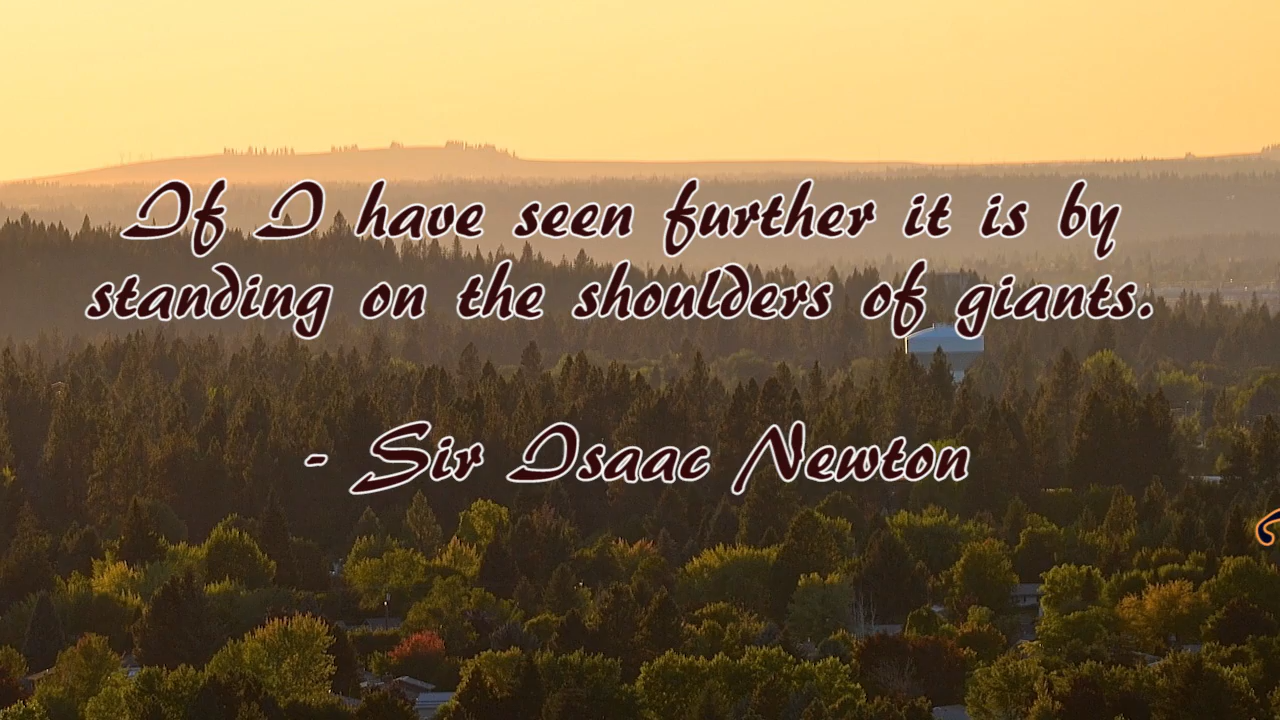 If I have seen further it is by
standing on the shoulders of giants.
- Sir Isaac Newton